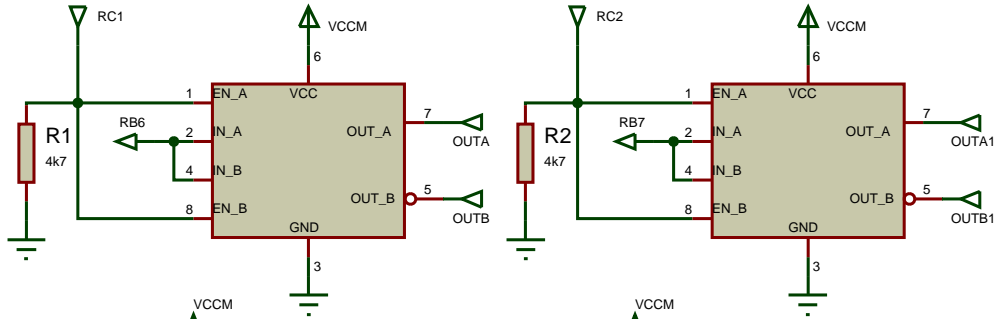 RC1
VCCM
6
VCC
1
EN_A
R1
4k7
RB6
2
IN_A
4
IN_B
8
EN_B
OUT_A
7
OUTA
OUT_B
5
OUTB
GND
3
VCCM
RC2
VCCM
6
VCC
1
EN_A
R2
4k7
RB7
2
IN_A
4
IN_B
8
EN_B
OUT_A
7
OUTA1
OUT_B
5
OUTB1
GND
3
VCCM